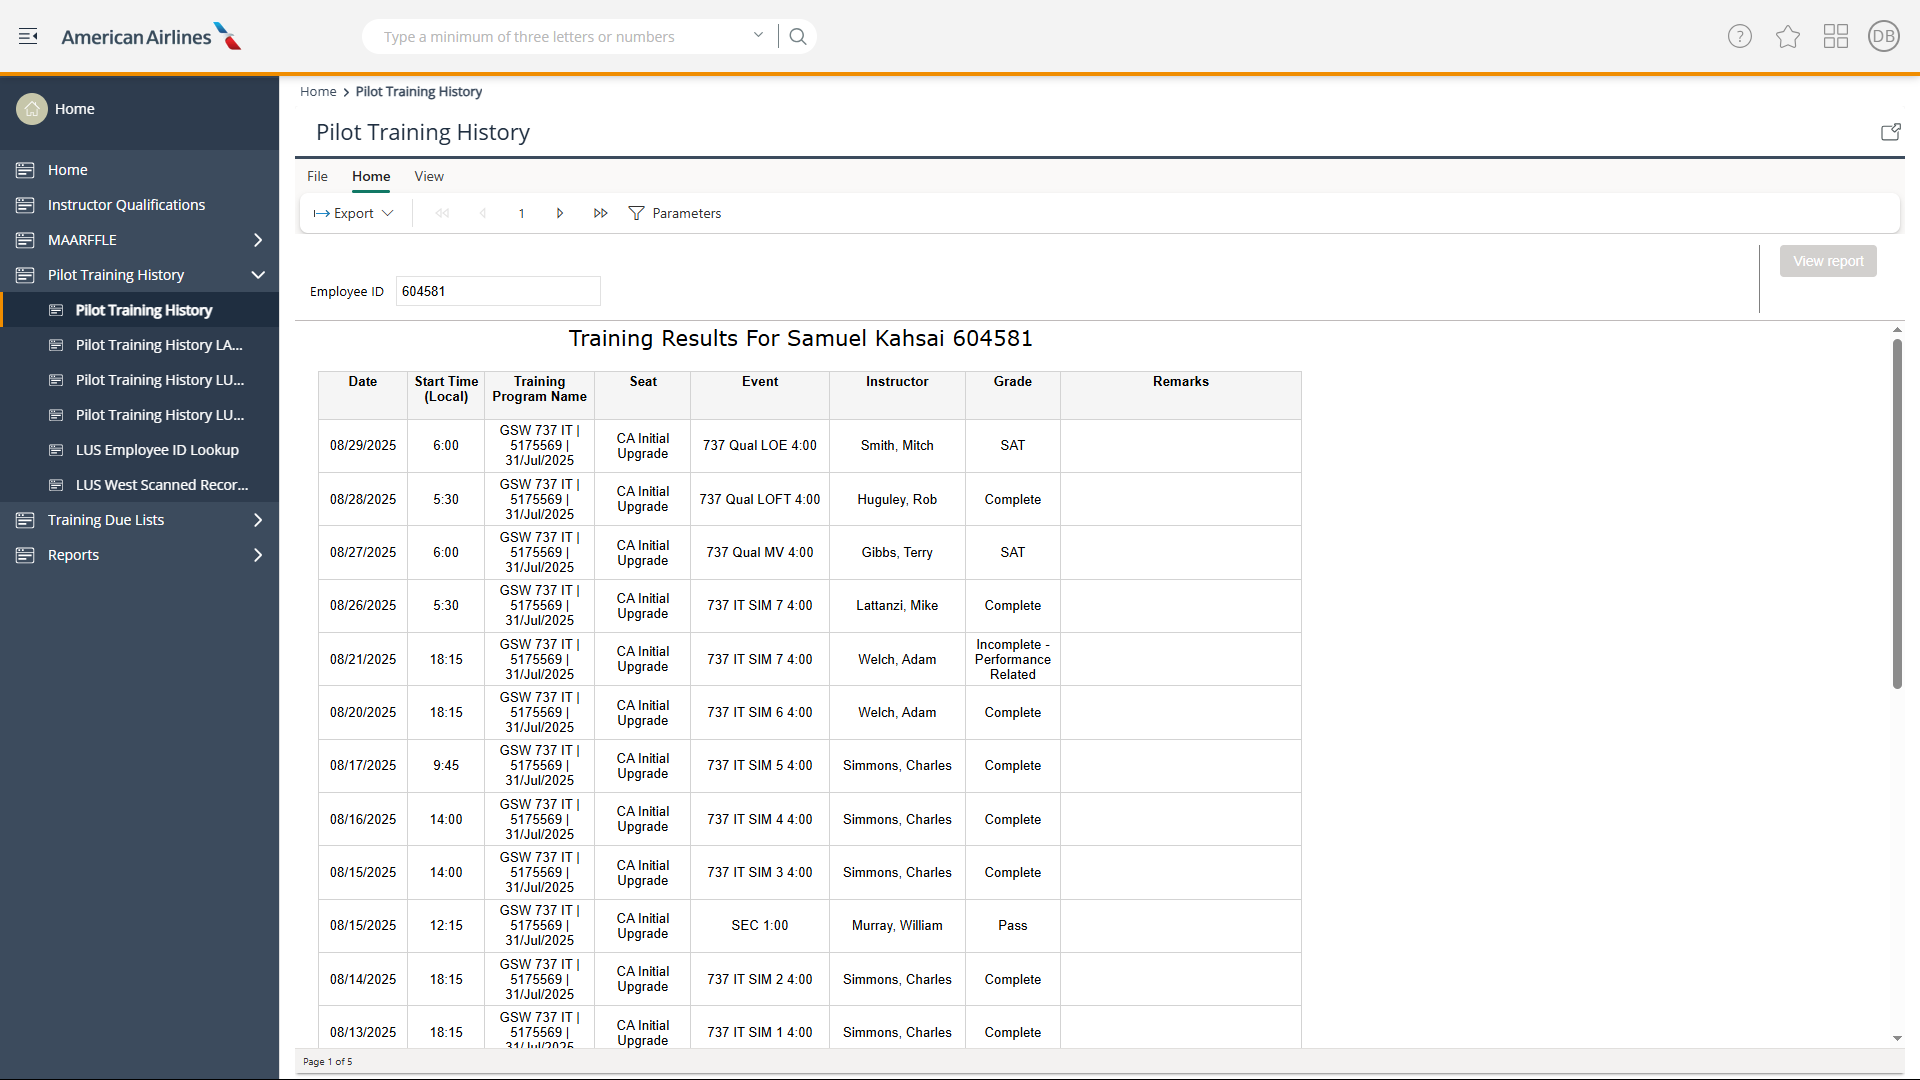 American Airlines
Type a minimum of three letters or numbers
?
DB
Home
Home
Instructor Qualifications
MAARFFLE
Pilot Training History
Pilot Training History
Pilot Training History LA...
Pilot Training History LU...
Pilot Training History LU...
LUS Employee ID Lookup
LUS West Scanned Recor...
Training Due Lists
Reports
Home > Pilot Training History
Pilot Training History
File Home View
Export 1 Parameters
View report
Employee ID 604581
Training Results For Samuel Kahsai 604581
Date Start Time (Local) Training Program Name Seat Event Instructor Grade Remarks
08/29/2025 6:00 GSW 737 IT | 5175569 | 31/Jul/2025 CA Initial Upgrade 737 Qual LOE 4:00 Smith, Mitch SAT
08/28/2025 5:30 GSW 737 IT | 5175569 | 31/Jul/2025 CA Initial Upgrade 737 Qual LOFT 4:00 Huguley, Rob Complete
08/27/2025 6:00 GSW 737 IT | 5175569 | 31/Jul/2025 CA Initial Upgrade 737 Qual MV 4:00 Gibbs, Terry SAT
08/26/2025 5:30 GSW 737 IT | 5175569 | 31/Jul/2025 CA Initial Upgrade 737 IT SIM 7 4:00 Lattanzi, Mike Complete
08/21/2025 18:15 GSW 737 IT | 5175569 | 31/Jul/2025 CA Initial Upgrade 737 IT SIM 7 4:00 Welch, Adam Incomplete - Performance Related
08/20/2025 18:15 GSW 737 IT | 5175569 | 31/Jul/2025 CA Initial Upgrade 737 IT SIM 6 4:00 Welch, Adam Complete
08/17/2025 9:45 GSW 737 IT | 5175569 | 31/Jul/2025 CA Initial Upgrade 737 IT SIM 5 4:00 Simmons, Charles Complete
08/16/2025 14:00 GSW 737 IT | 5175569 | 31/Jul/2025 CA Initial Upgrade 737 IT SIM 4 4:00 Simmons, Charles Complete
08/15/2025 14:00 GSW 737 IT | 5175569 | 31/Jul/2025 CA Initial Upgrade 737 IT SIM 3 4:00 Simmons, Charles Complete
08/15/2025 12:15 GSW 737 IT | 5175569 | 31/Jul/2025 CA Initial Upgrade SEC 1:00 Murray, William Pass
08/14/2025 18:15 GSW 737 IT | 5175569 | 31/Jul/2025 CA Initial Upgrade 737 IT SIM 2 4:00 Simmons, Charles Complete
08/13/2025 18:15 GSW 737 IT | 5175569 | 31/Jul/2025 CA Initial Upgrade 737 IT SIM 1 4:00 Simmons, Charles Complete
Page 1 of 5